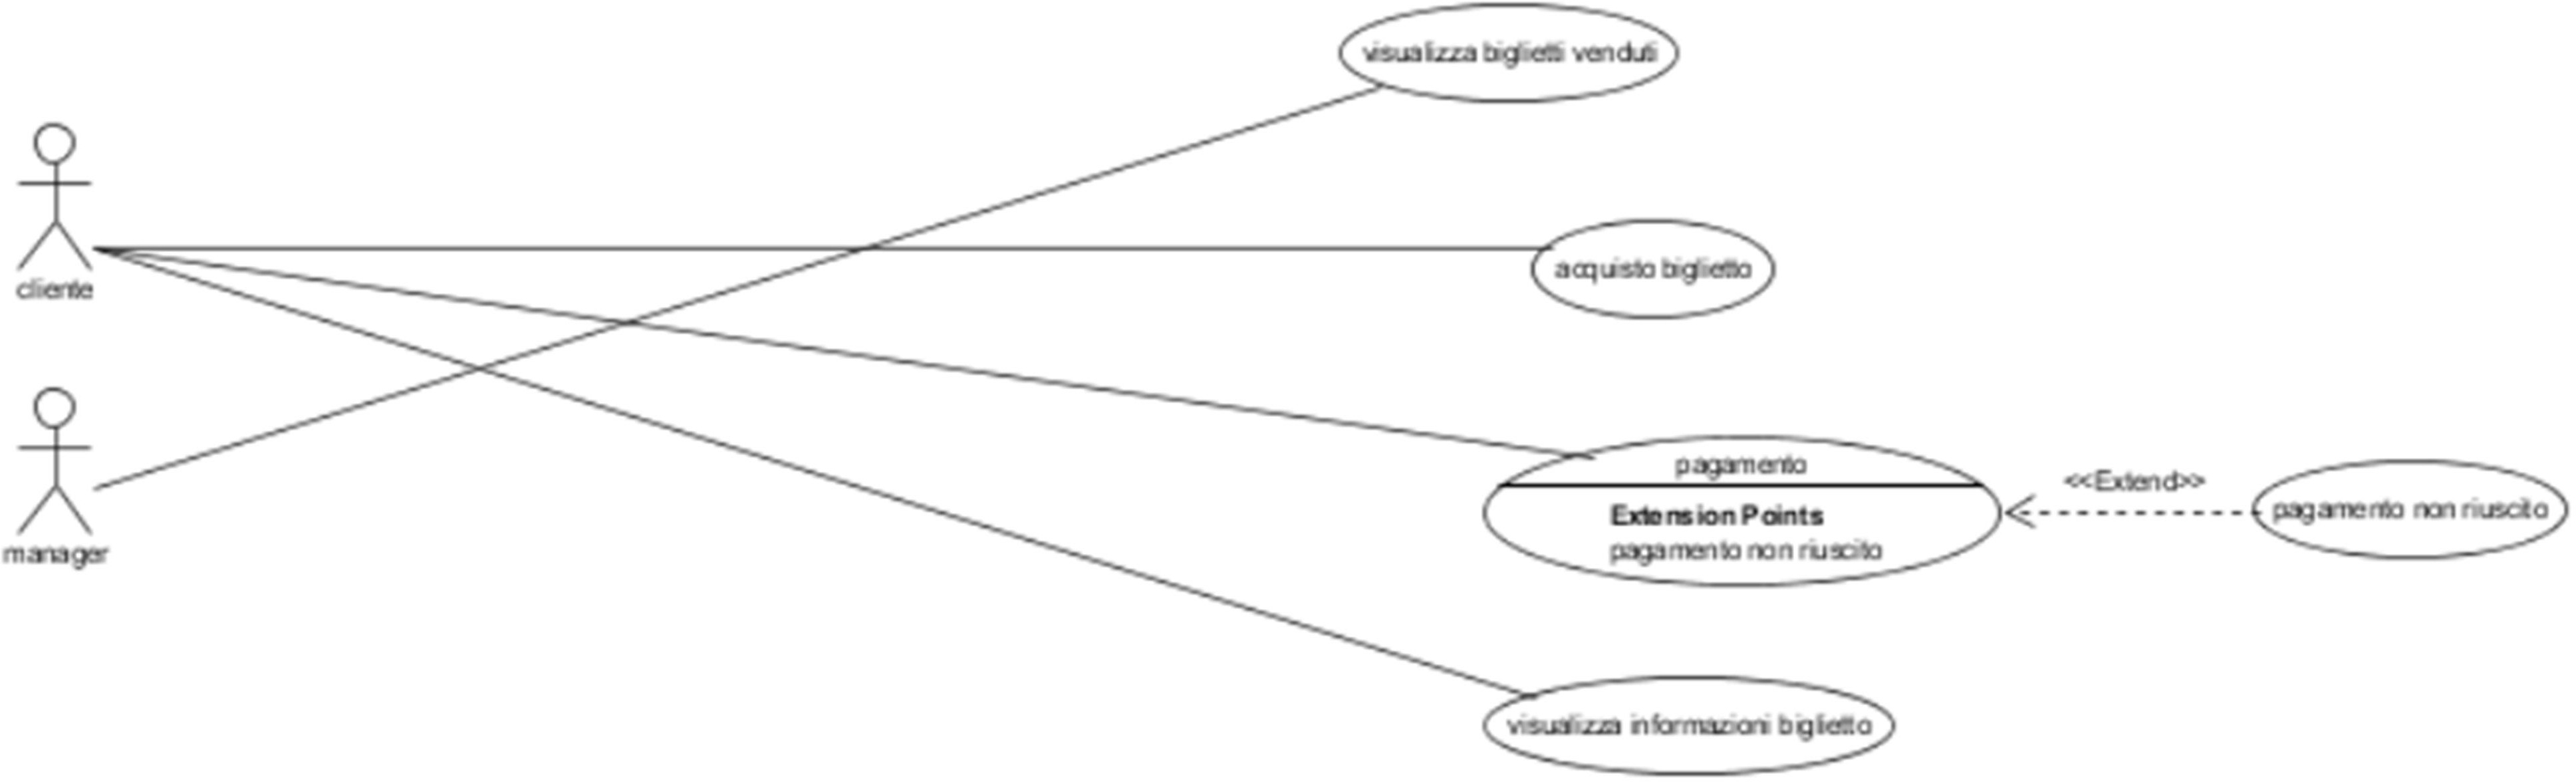 visualizza biglietti venduti
cliente
acquisto biglietto
manager
pagamento
Extension Points
pagamento non riuscito
<<Extend>>
pagamento non riuscito
visualizza informazioni biglietto